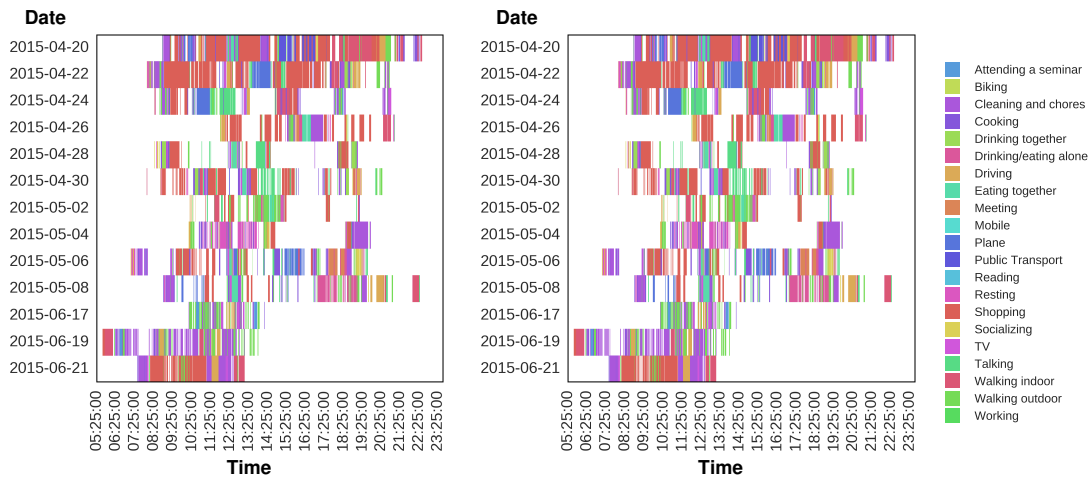 Date
2015-04-20
2015-04-22
2015-04-24
2015-04-26
2015-04-28
2015-04-30
2015-05-02
2015-05-04
2015-05-06
2015-05-08
2015-06-17
2015-06-19
2015-06-21
05:25:00
06:25:00
07:25:00
08:25:00
09:25:00
10:25:00
11:25:00
12:25:00
13:25:00
14:25:00
15:25:00
16:25:00
17:25:00
18:25:00
19:25:00
20:25:00
21:25:00
22:25:00
23:25:00
Time
Date
2015-04-20
2015-04-22
2015-04-24
2015-04-26
2015-04-28
2015-04-30
2015-05-02
2015-05-04
2015-05-06
2015-05-08
2015-06-17
2015-06-19
2015-06-21
05:25:00
06:25:00
07:25:00
08:25:00
09:25:00
10:25:00
11:25:00
12:25:00
13:25:00
14:25:00
15:25:00
16:25:00
17:25:00
18:25:00
19:25:00
20:25:00
21:25:00
22:25:00
23:25:00
Time
Attending a seminar
Biking
Cleaning and chores
Cooking
Drinking together
Drinking/eating alone
Driving
Eating together
Meeting
Mobile
Plane
Public Transport
Reading
Resting
Shopping
Socializing
TV
Talking
Walking indoor
Walking outdoor
Working